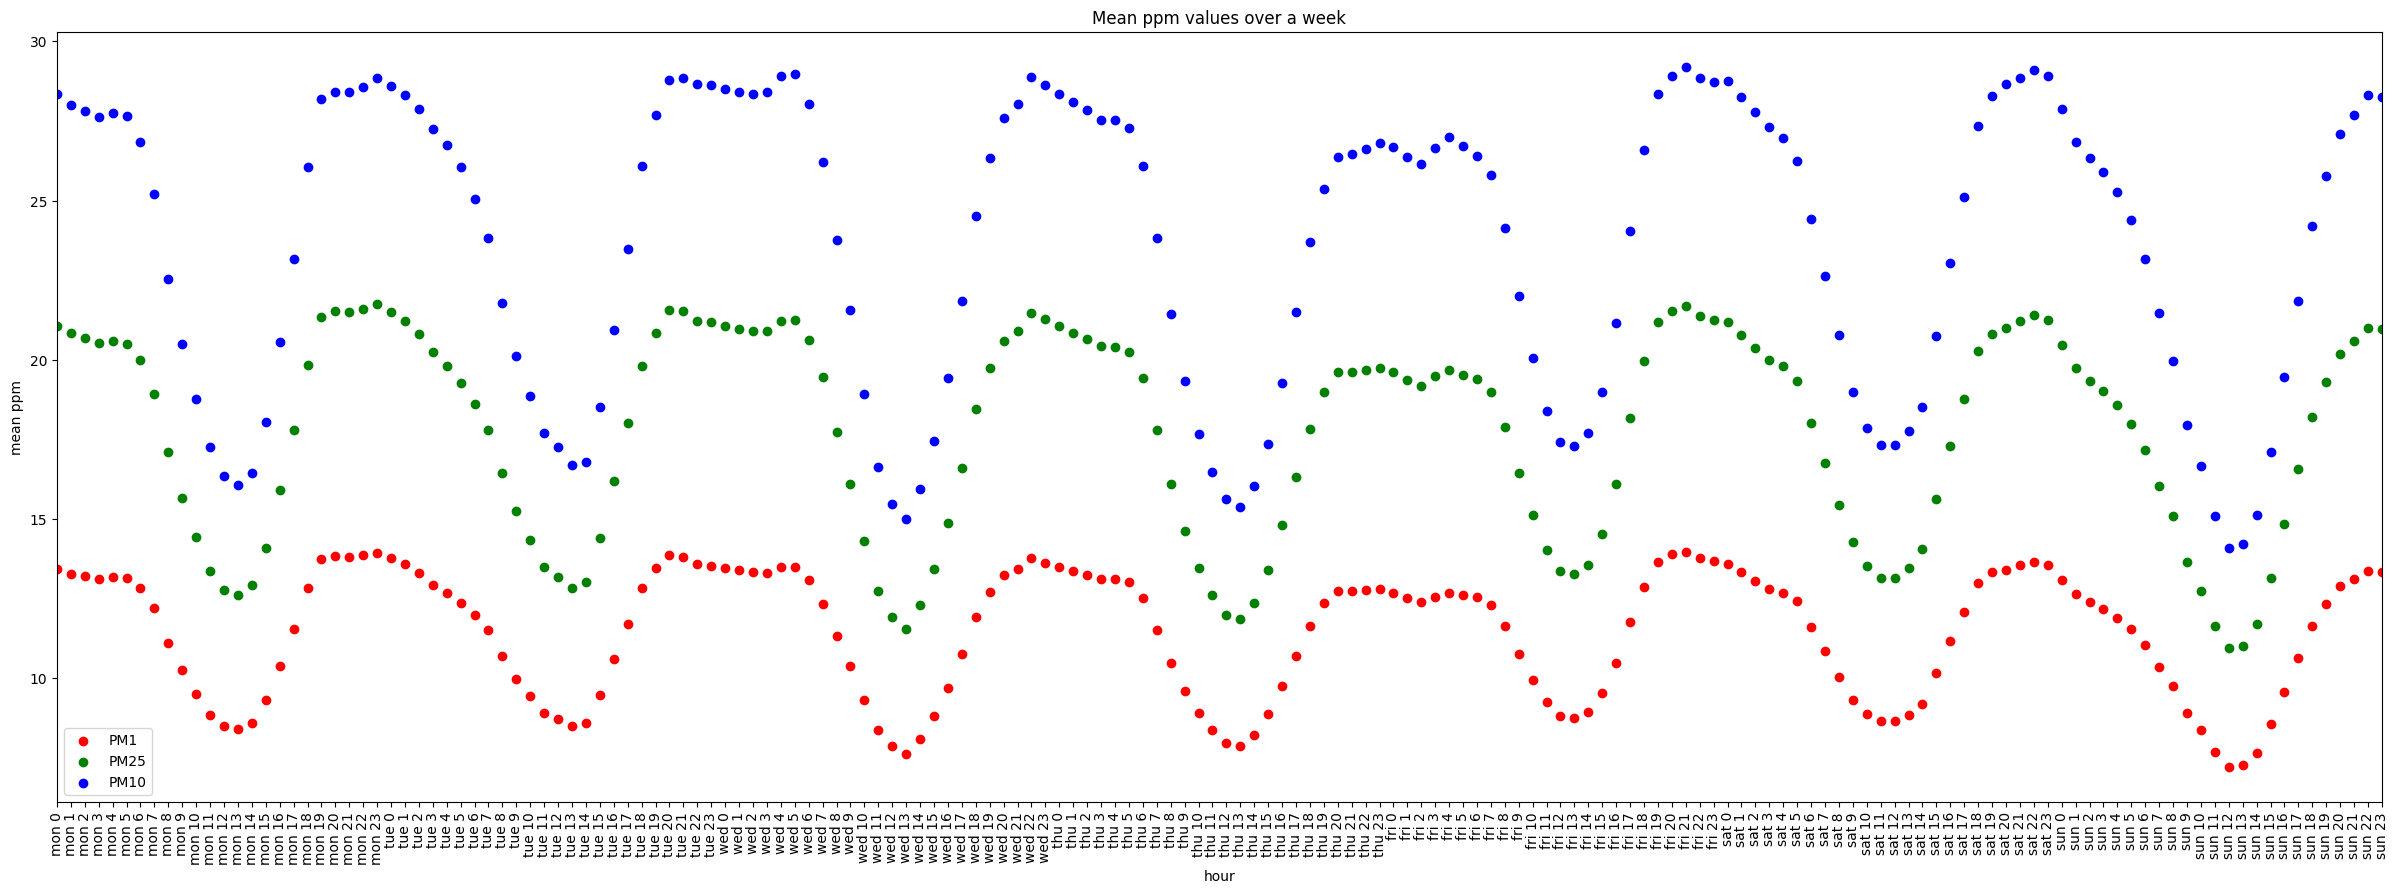 Mean ppm values over a week
30
25
20
15
10
mean ppm
PM1
PM25
PM10
mon 0
mon 1
mon 2
mon 3
mon 4
mon 5
mon 6
mon 7
mon 8
mon 9
mon 10
mon 11
mon 12
mon 13
mon 14
mon 15
mon 16
mon 17
mon 18
mon 19
mon 20
mon 21
mon 22
mon 23
tue 0
tue 1
tue 2
tue 3
tue 4
tue 5
tue 6
tue 7
tue 8
tue 9
tue 10
tue 11
tue 12
tue 13
tue 14
tue 15
tue 16
tue 17
tue 18
tue 19
tue 20
tue 21
tue 22
tue 23
wed 0
wed 1
wed 2
wed 3
wed 4
wed 5
wed 6
wed 7
wed 8
wed 9
wed 10
wed 11
wed 12
wed 13
wed 14
wed 15
wed 16
wed 17
wed 18
wed 19
wed 20
wed 21
wed 22
wed 23
thu 0
thu 1
thu 2
thu 3
thu 4
thu 5
thu 6
thu 7
thu 8
thu 9
thu 10
thu 11
thu 12
thu 13
thu 14
thu 15
thu 16
thu 17
thu 18
thu 19
thu 20
thu 21
thu 22
thu 23
fri 0
fri 1
fri 2
fri 3
fri 4
fri 5
fri 6
fri 7
fri 8
fri 9
fri 10
fri 11
fri 12
fri 13
fri 14
fri 15
fri 16
fri 17
fri 18
fri 19
fri 20
fri 21
fri 22
fri 23
sat 0
sat 1
sat 2
sat 3
sat 4
sat 5
sat 6
sat 7
sat 8
sat 9
sat 10
sat 11
sat 12
sat 13
sat 14
sat 15
sat 16
sat 17
sat 18
sat 19
sat 20
sat 21
sat 22
sat 23
sun 0
sun 1
sun 2
sun 3
sun 4
sun 5
sun 6
sun 7
sun 8
sun 9
sun 10
sun 11
sun 12
sun 13
sun 14
sun 15
sun 16
sun 17
sun 18
sun 19
sun 20
sun 21
sun 22
sun 23
hour